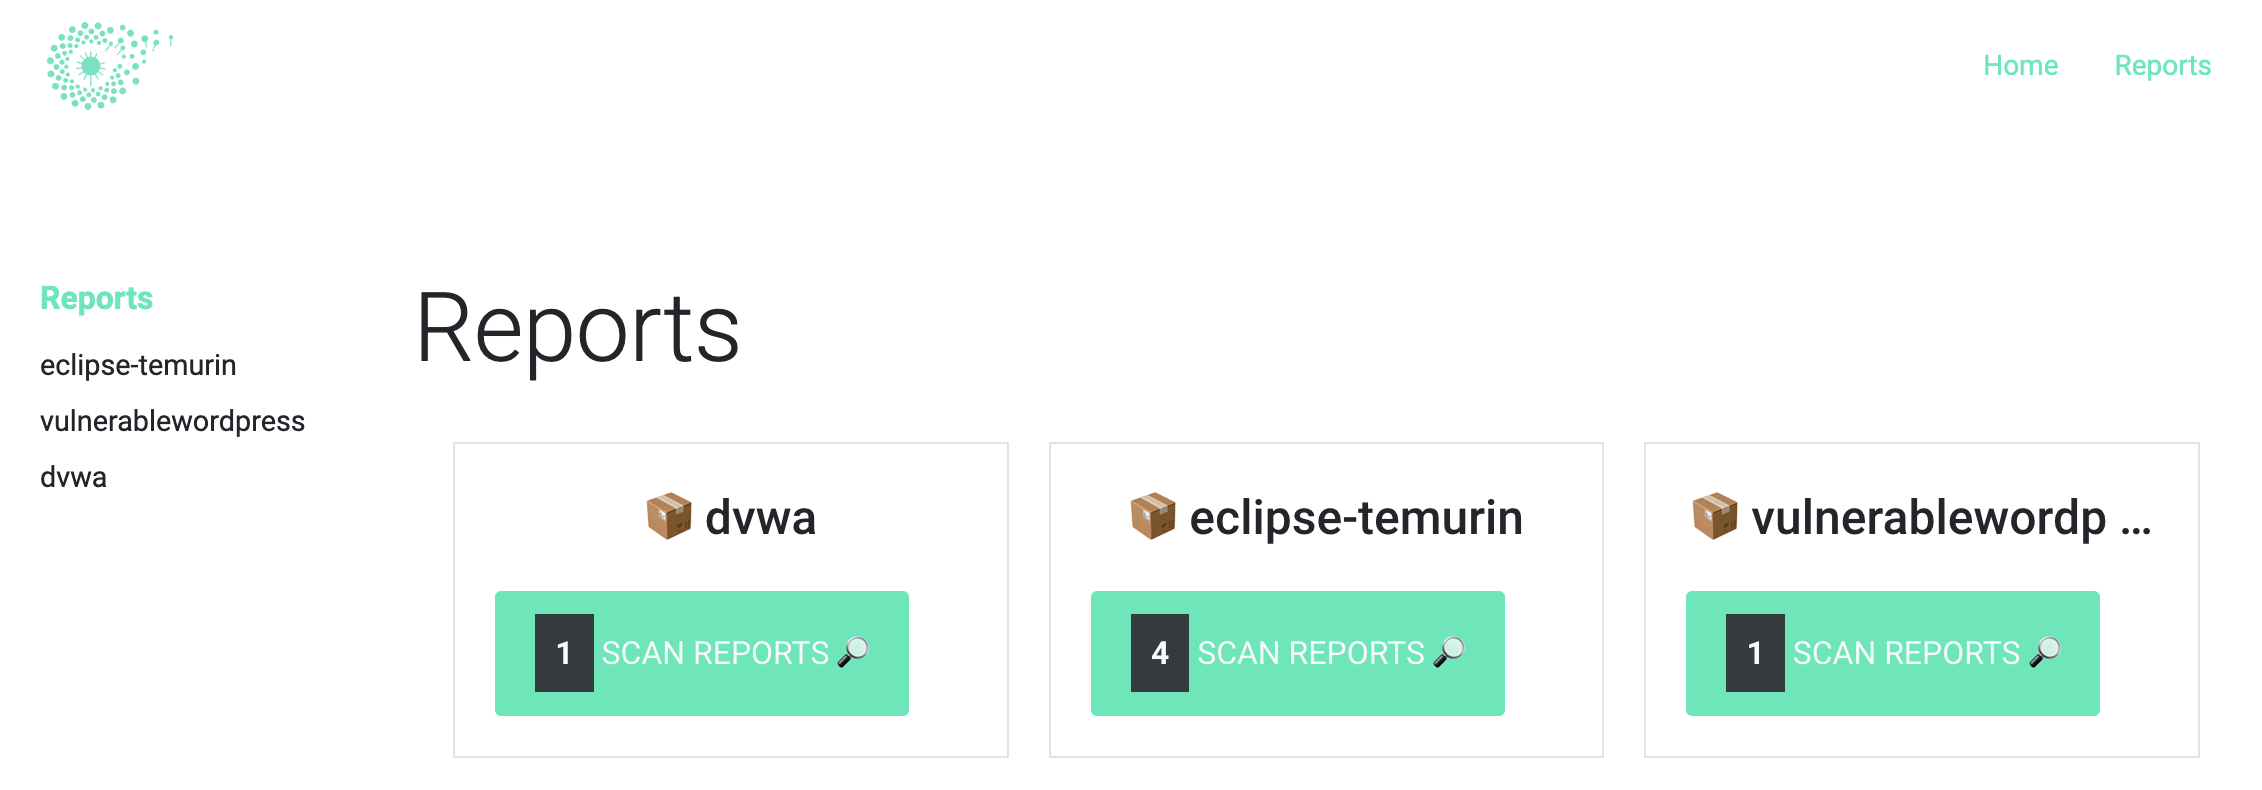 Home Reports
Reports
eclipse-temurin
vulnerablewordpress
dvwa
Reports
dvwa
1 SCAN REPORTS
eclipse-temurin
4 SCAN REPORTS
vulnerablewordp ...
1 SCAN REPORTS